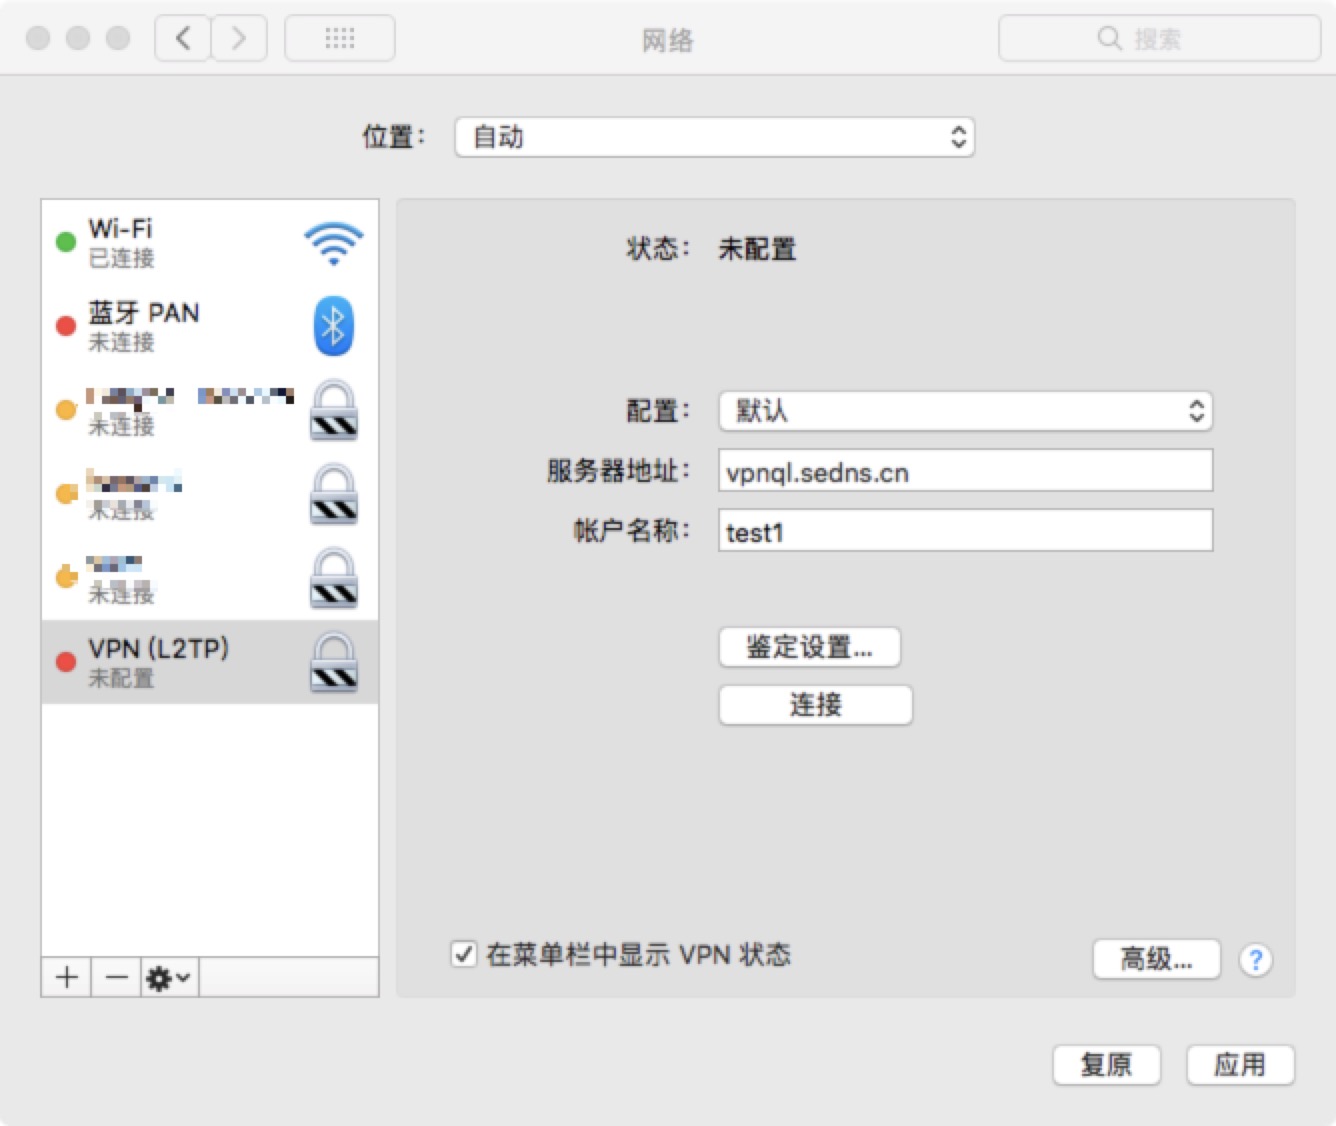 网络
搜索
位置： 自动
Wi-Fi
已连接
蓝牙 PAN
未连接
未连接
未连接
未连接
VPN (L2TP)
未配置
状态： 未配置
配置： 默认
服务器地址： vpnql.sedns.cn
帐户名称： test1
鉴定设置...
连接
在菜单栏中显示 VPN 状态
高级...
?
复原
应用